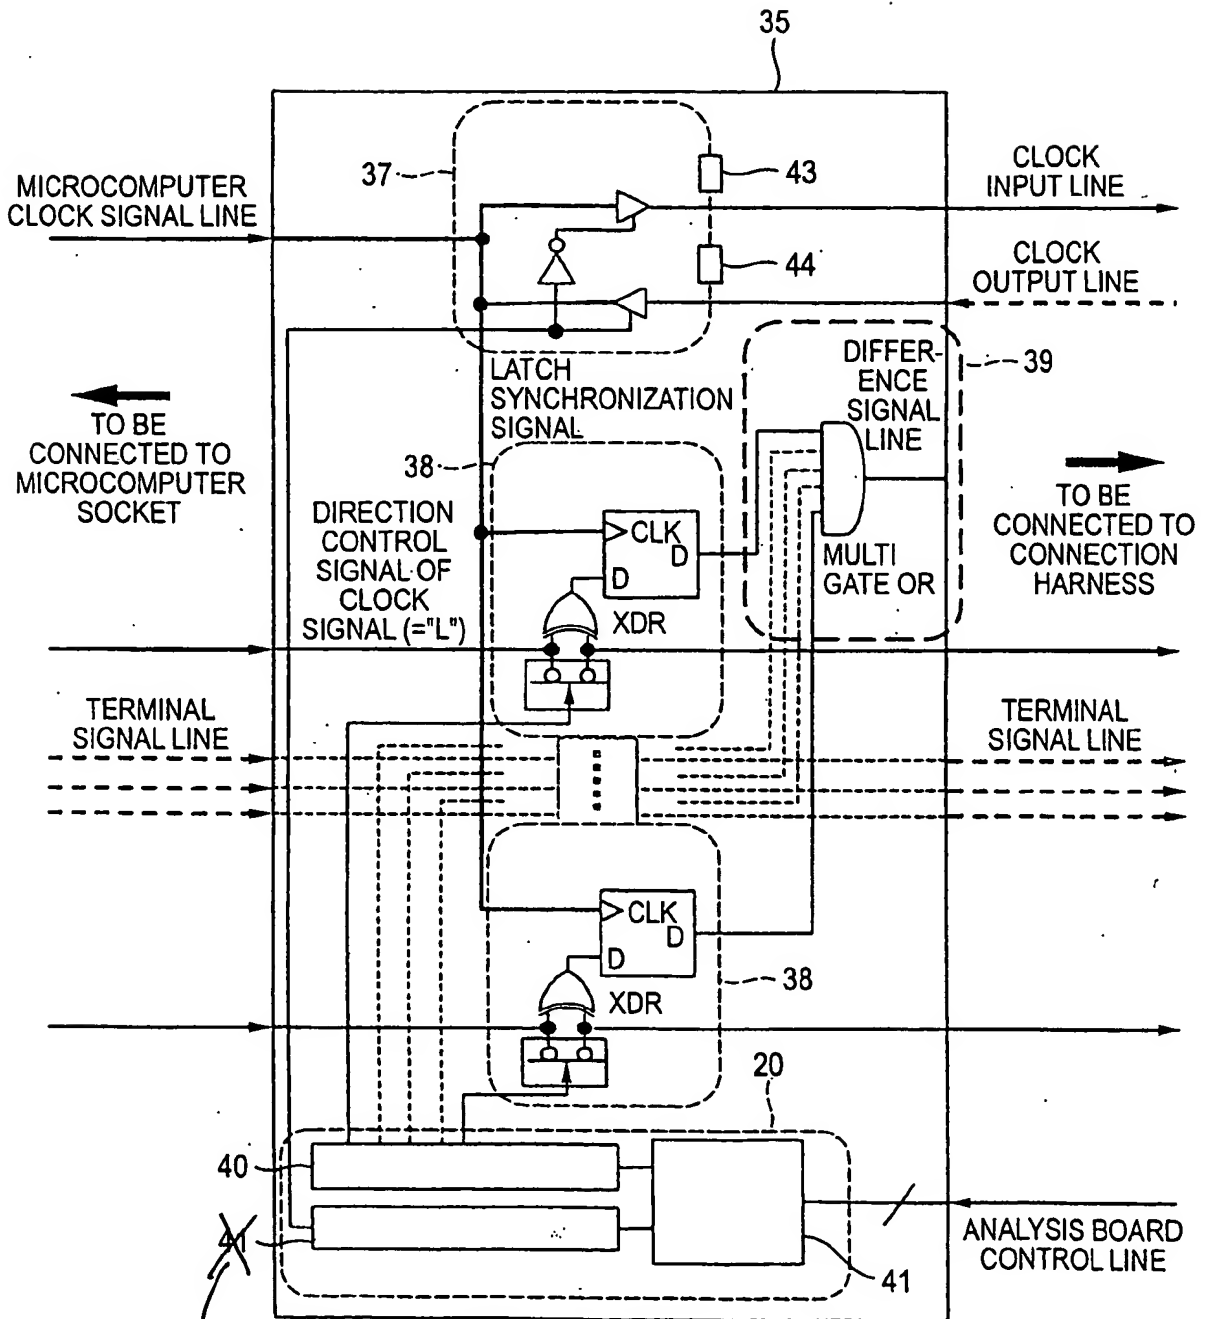 35
37
43
MICROCOMPUTER
CLOCK SIGNAL LINE
CLOCK
INPUT LINE
44
CLOCK
OUTPUT LINE
LATCH
SYNCHRONIZATION
SIGNAL
DIFFER-
ENCE
SIGNAL
LINE
39
TO BE
CONNECTED TO
MICROCOMPUTER
SOCKET
38
DIRECTION
CONTROL
SIGNAL OF
CLOCK
SIGNAL (="L")
CLK
D
D
XDR
MULTI
GATE OR
TO BE
CONNECTED TO
CONNECTION
HARNESS
TERMINAL
SIGNAL LINE
TERMINAL
SIGNAL LINE
CLK
D
D
XDR
38
20
40
41
41
ANALYSIS BOARD
CONTROL LINE